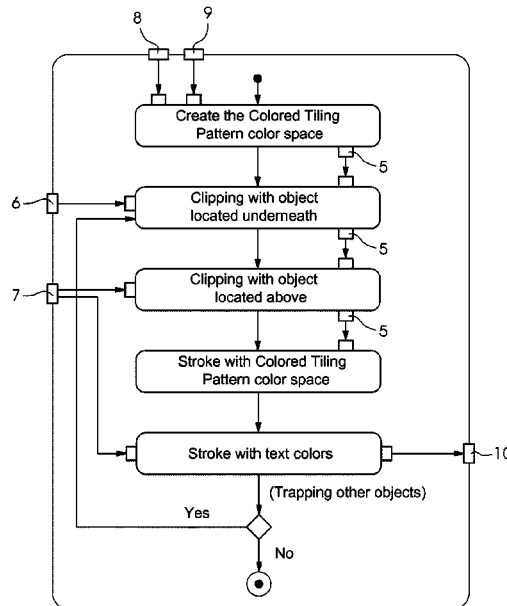 8
9
Create the Colored Tiling
Pattern color space
5
6
Clipping with object
located underneath
5
7
Clipping with object
located above
5
Stroke with Colored Tiling
Pattern color space
Stroke with text colors
10
(Trapping other objects)
Yes
No